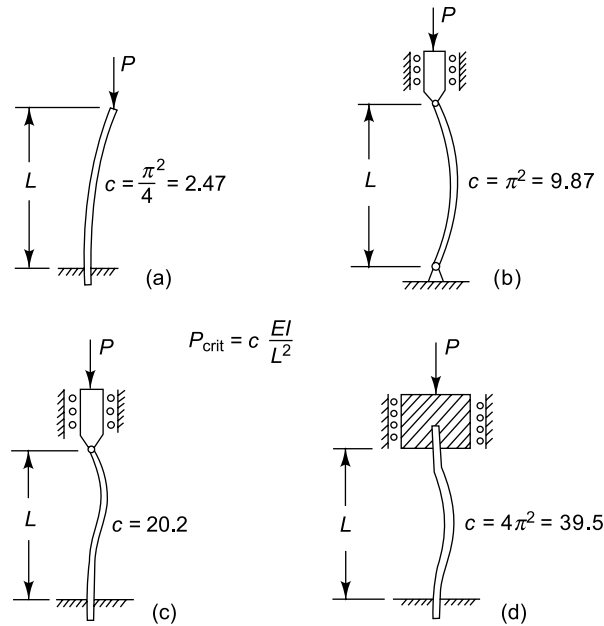 P
L
c = π²/4 = 2.47
(a)
P
L
c = π² = 9.87
(b)
P_crit = c EI/L²
P
L
c = 20.2
(c)
P
L
c = 4π² = 39.5
(d)